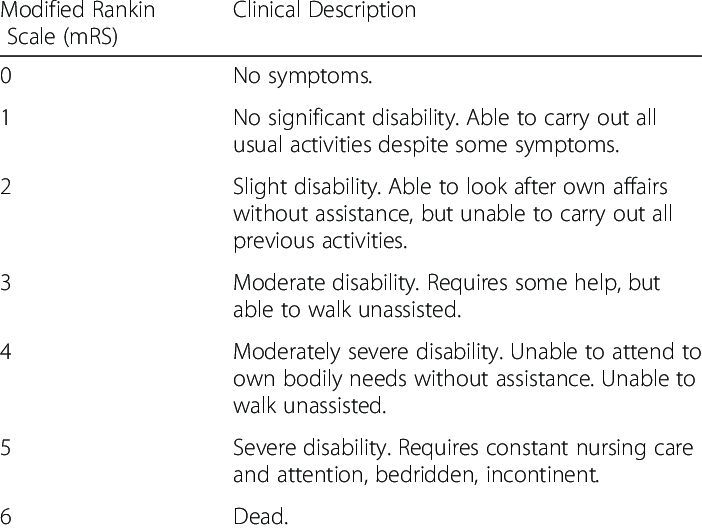 Modified Rankin Clinical Description
Scale (mRS)
0 No symptoms.
1 No significant disability. Able to carry out all
usual activities despite some symptoms.
2 Slight disability. Able to look after own affairs
without assistance, but unable to carry out all
previous activities.
3 Moderate disability. Requires some help, but
able to walk unassisted.
4 Moderately severe disability. Unable to attend to
own bodily needs without assistance. Unable to
walk unassisted.
5 Severe disability. Requires constant nursing care
and attention, bedridden, incontinent.
6 Dead.